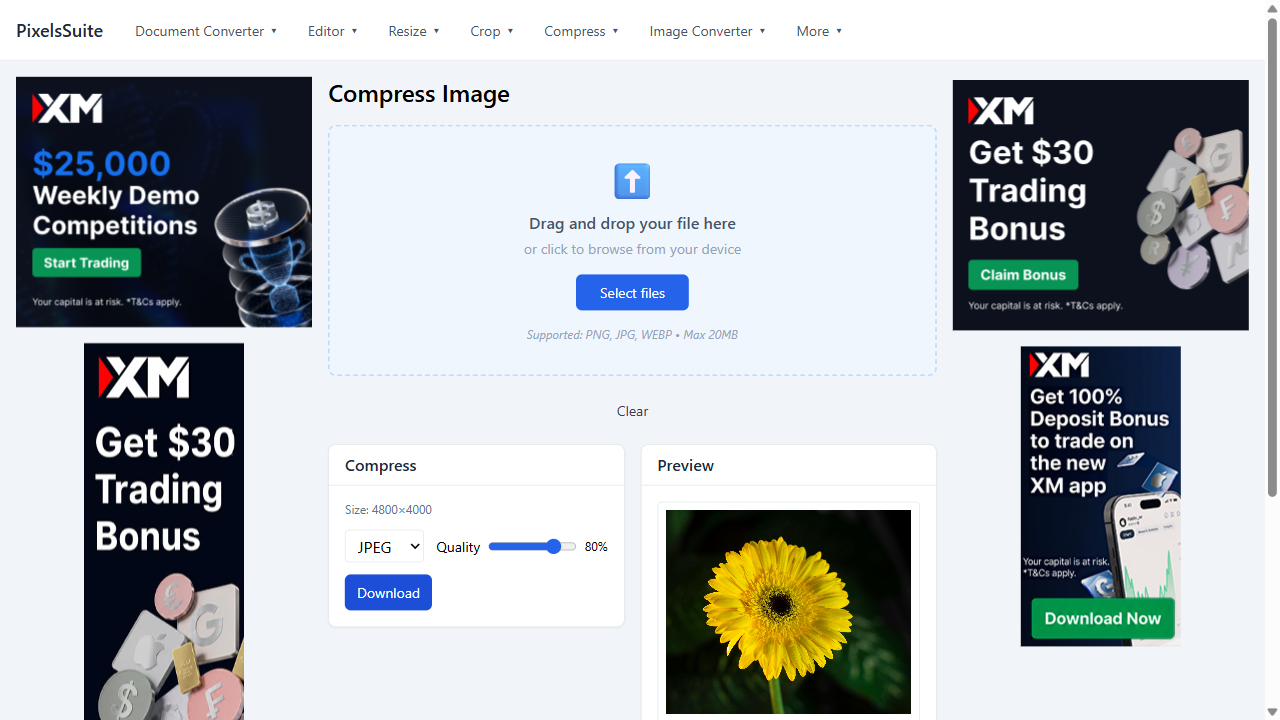 PixelsSuite
Document Converter ▼
Editor ▼
Resize ▼
Crop ▼
Compress ▼
Image Converter ▼
More ▼
XM
$25,000
Weekly Demo
Competitions
Start Trading
Your capital is at risk. *T&Cs apply.
XM
Get $30
Trading
Bonus
Compress Image
Drag and drop your file here
or click to browse from your device
Select files
Supported: PNG, JPG, WEBP • Max 20MB
Clear
Compress
Size: 4800×4000
JPEG
Quality
80%
Download
Preview
XM
Get $30
Trading
Bonus
Claim Bonus
Your capital is at risk. *T&Cs apply.
XM
Get 100%
Deposit Bonus
to trade on
the new
XM app
Your capital is at risk.
*T&Cs apply.
Download Now